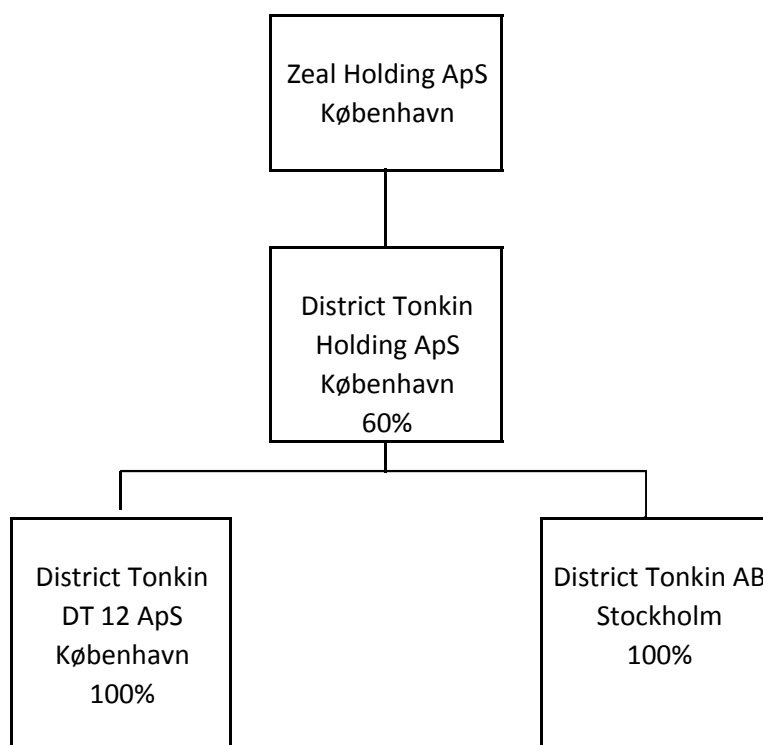 Zeal Holding ApS
København
District Tonkin
Holding ApS
København
60%
District Tonkin
DT 12 ApS
København
100%
District Tonkin AB
Stockholm
100%